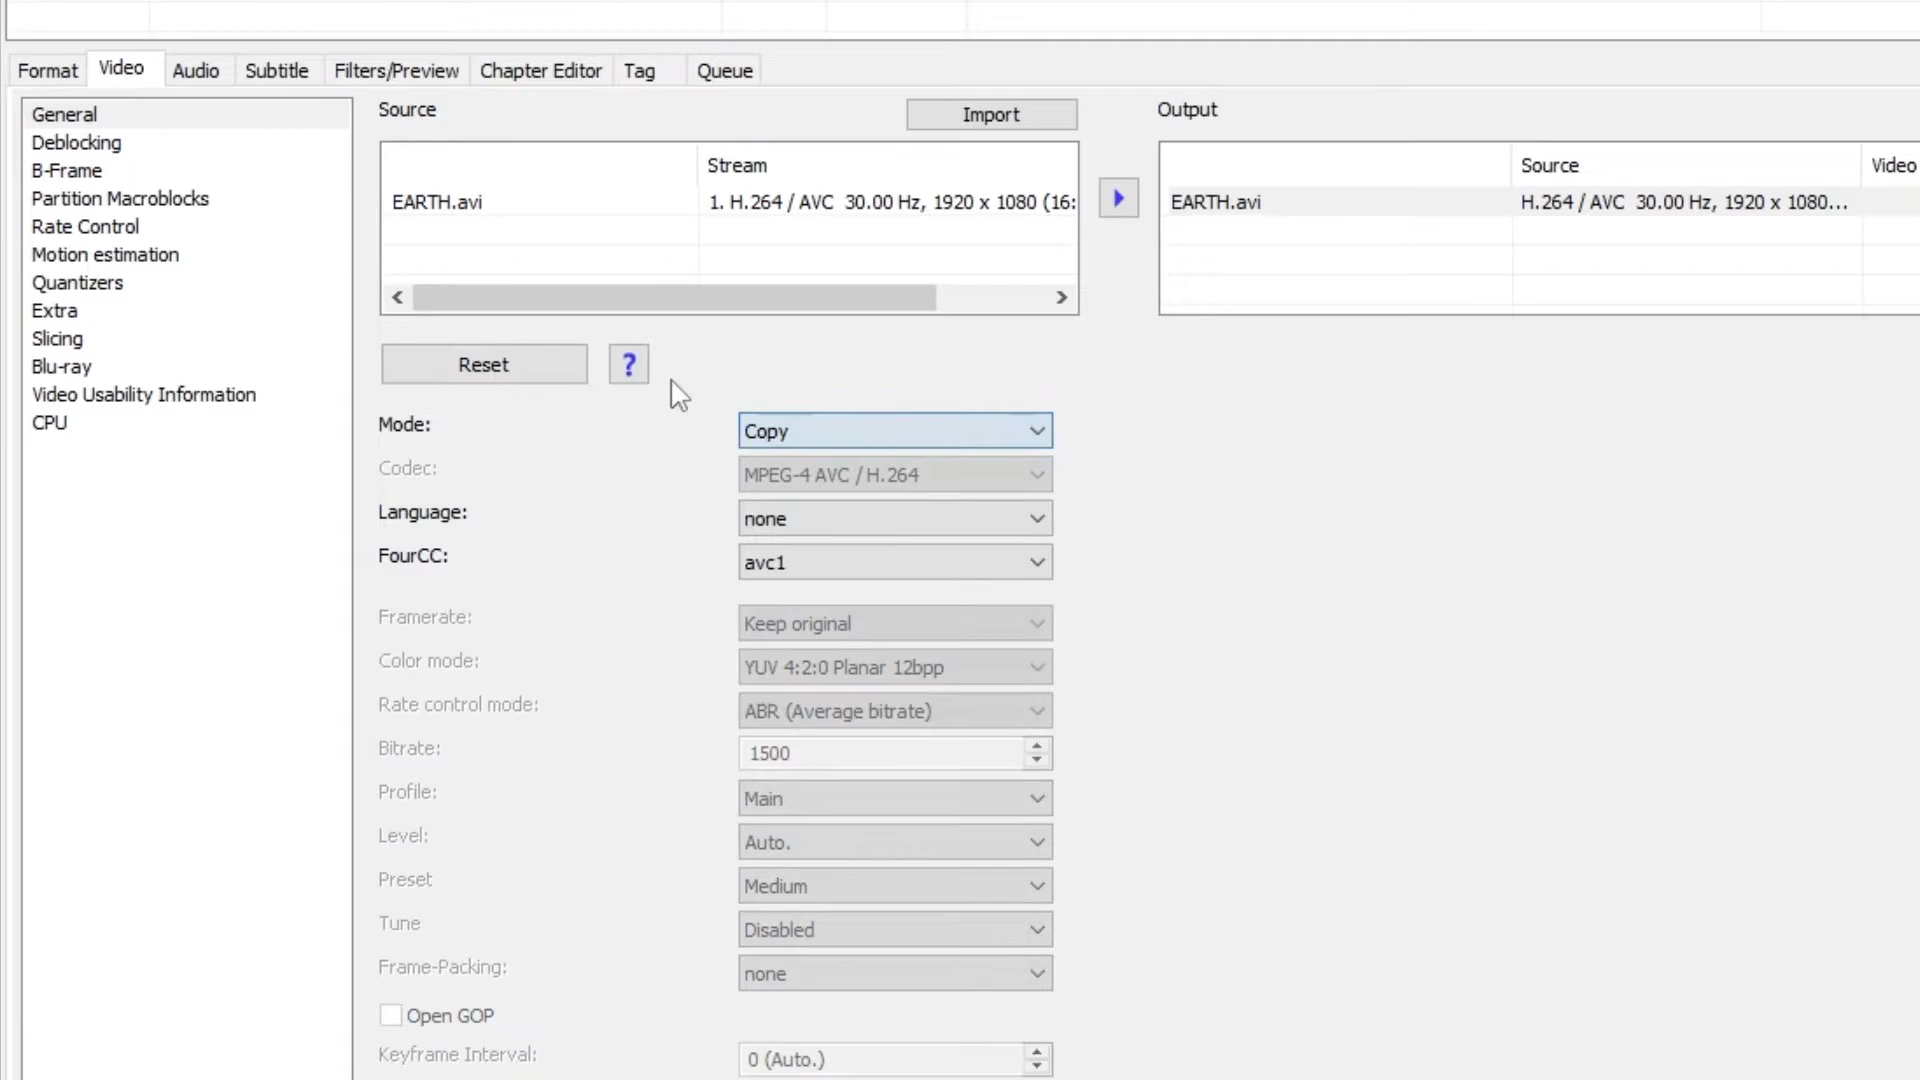 Format Video Audio Subtitle Filters/Preview Chapter Editor Tag Queue
General
Deblocking
B-Frame
Partition Macroblocks
Rate Control
Motion estimation
Quantizers
Extra
Slicing
Blu-ray
Video Usability Information
CPU
Source Import
Stream
EARTH.avi 1. H.264 / AVC 30.00 Hz, 1920 x 1080 (16:
Output
Source Video
EARTH.avi H.264 / AVC 30.00 Hz, 1920 x 1080...
Reset ?
Mode: Copy
Codec: MPEG-4 AVC / H.264
Language: none
FourCC: avc1
Framerate: Keep original
Color mode: YUV 4:2:0 Planar 12bpp
Rate control mode: ABR (Average bitrate)
Bitrate: 1500
Profile: Main
Level: Auto.
Preset Medium
Tune Disabled
Frame-Packing: none
Open GOP
Keyframe Interval: 0 (Auto.)